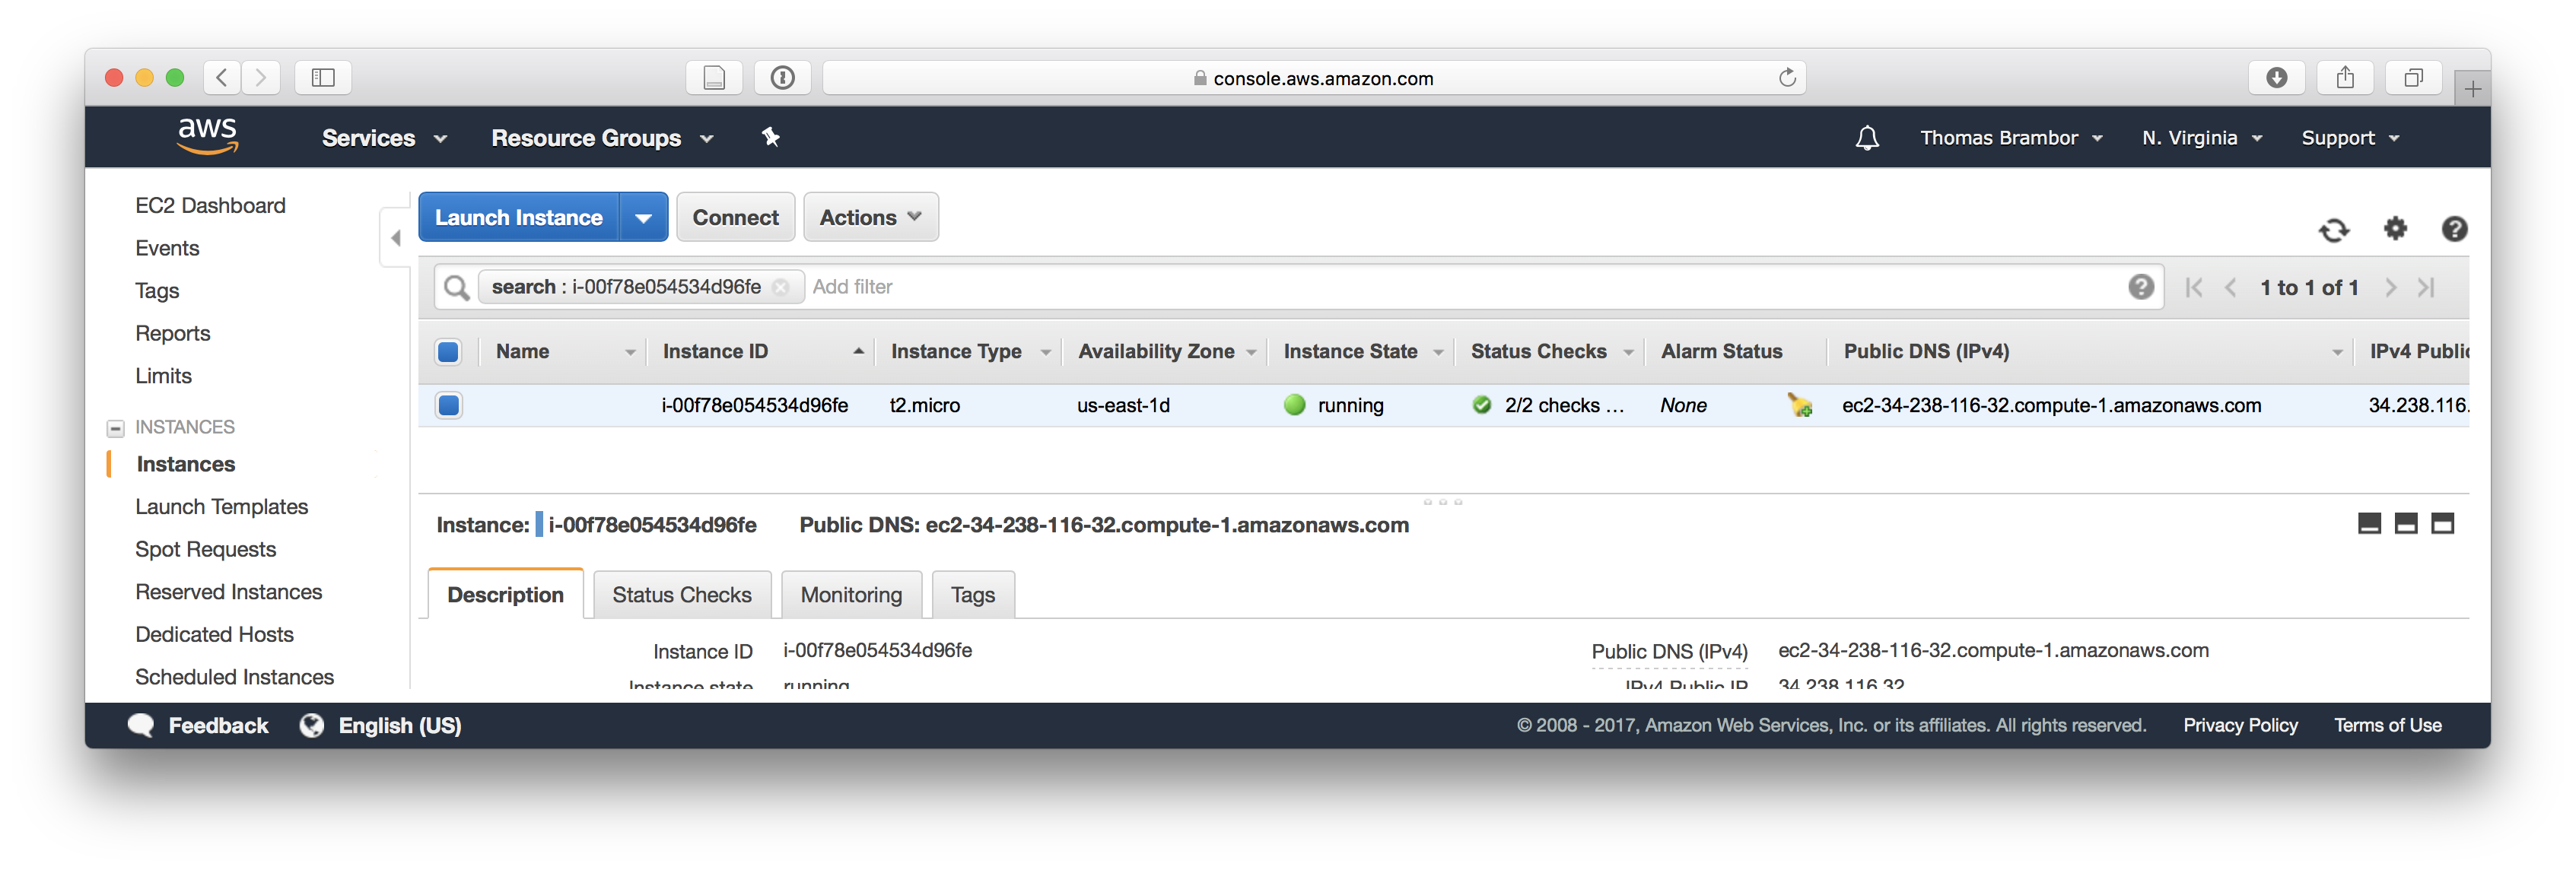 console.aws.amazon.com
aws Services Resource Groups Thomas Brambor N. Virginia Support
EC2 Dashboard
Events
Tags
Reports
Limits
INSTANCES
Instances
Launch Templates
Spot Requests
Reserved Instances
Dedicated Hosts
Scheduled Instances
Launch Instance Connect Actions
search : i-00f78e054534d96fe Add filter 1 to 1 of 1
Name Instance ID Instance Type Availability Zone Instance State Status Checks Alarm Status Public DNS (IPv4) IPv4 Public
i-00f78e054534d96fe t2.micro us-east-1d running 2/2 checks ... None ec2-34-238-116-32.compute-1.amazonaws.com 34.238.116.
Instance: i-00f78e054534d96fe Public DNS: ec2-34-238-116-32.compute-1.amazonaws.com
Description Status Checks Monitoring Tags
Instance ID i-00f78e054534d96fe Public DNS (IPv4) ec2-34-238-116-32.compute-1.amazonaws.com
Instance state running IPv4 Public IP 34.238.116.32
Feedback English (US) © 2008 - 2017, Amazon Web Services, Inc. or its affiliates. All rights reserved. Privacy Policy Terms of Use